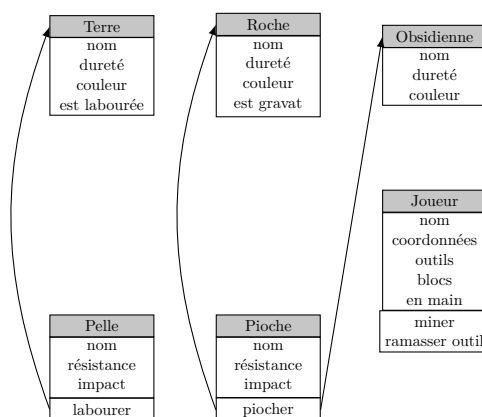 Terre
nom
dureté
couleur
est labourée
Roche
nom
dureté
couleur
est gravat
Obsidienne
nom
dureté
couleur
Joueur
nom
coordonnées
outils
blocs
en main
miner
ramasser outil
Pelle
nom
résistance
impact
labourer
Pioche
nom
résistance
impact
piocher